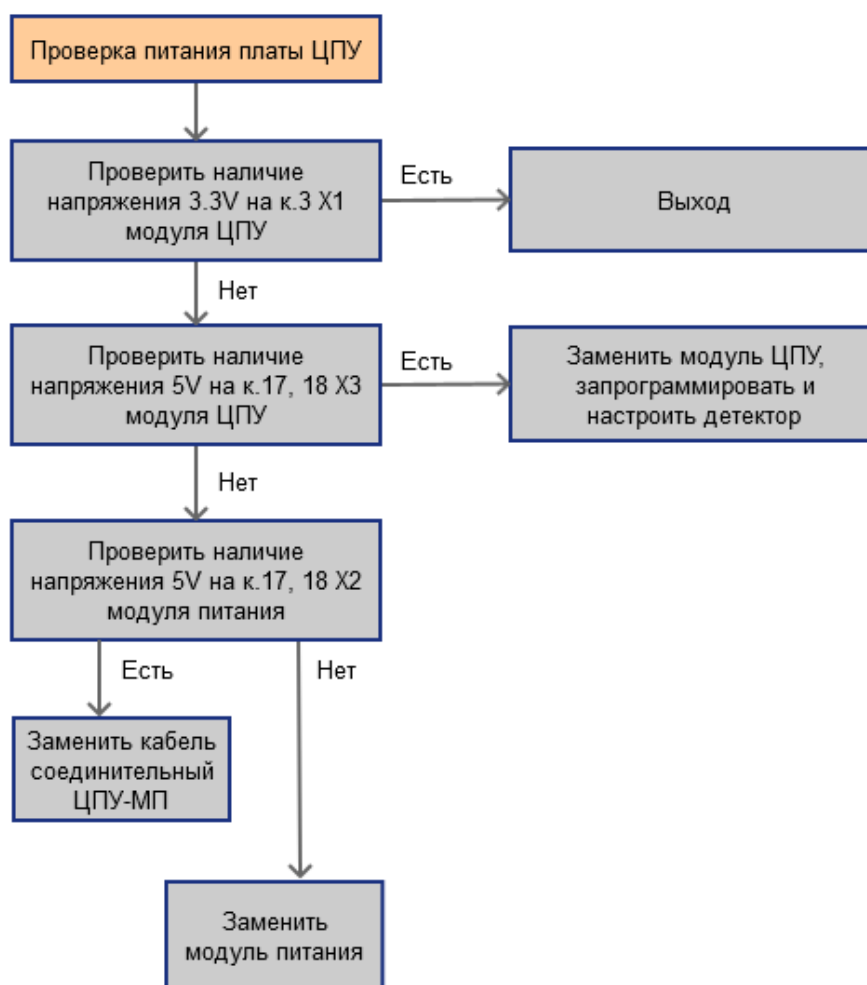 Проверка питания платы ЦПУ
Проверить наличие
напряжения 3.3V на к.3 X1
модуля ЦПУ
Есть
Выход
Нет
Проверить наличие
напряжения 5V на к.17, 18 X3
модуля ЦПУ
Есть
Заменить модуль ЦПУ,
запрограммировать и
настроить детектор
Нет
Проверить наличие
напряжения 5V на к.17, 18 X2
модуля питания
Есть
Нет
Заменить кабель
соединительный
ЦПУ-МП
Заменить
модуль питания